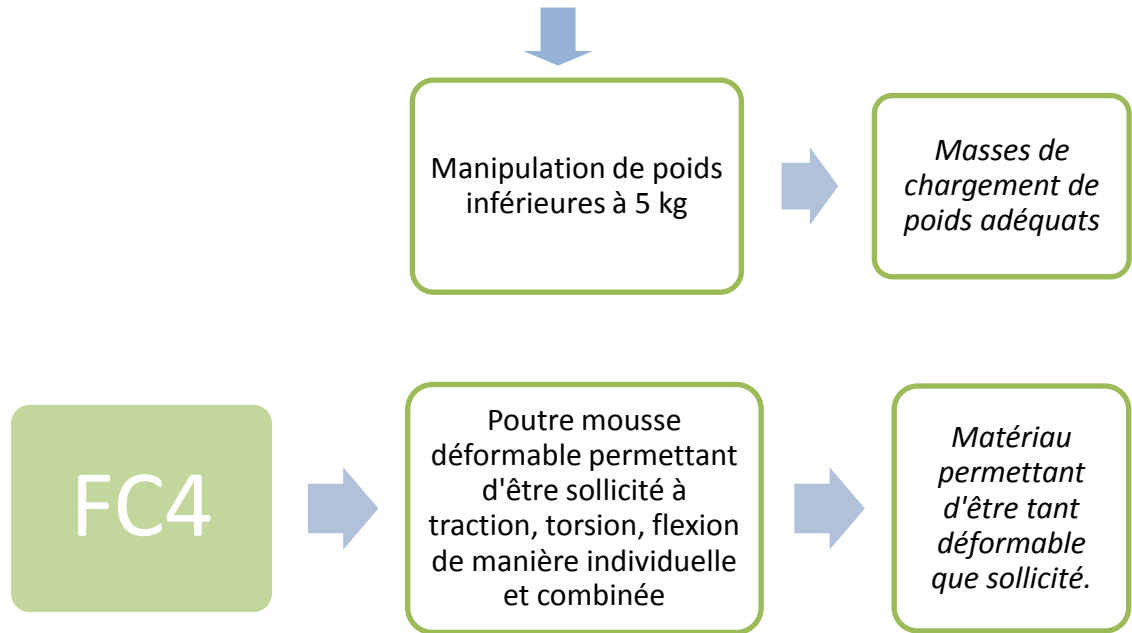 Manipulation de poids
inférieures à 5 kg
Masses de
chargement de
poids adéquats
FC4
Poutre mousse
déformable permettant
d'être sollicité à
traction, torsion, flexion
de manière individuelle
et combinée
Matériau
permettant
d'être tant
déformable
que sollicité.